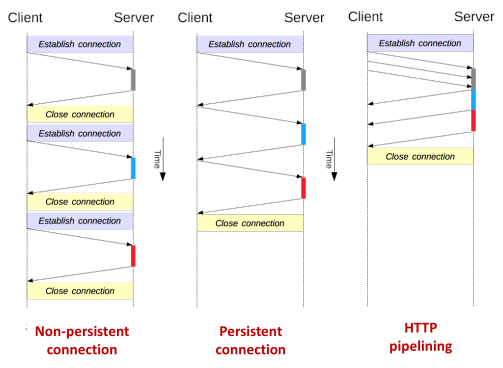 Client Server
Establish connection
Close connection
Establish connection
Close connection
Establish connection
Close connection
Time
Non-persistent
connection
Client Server
Establish connection
Close connection
Time
Persistent
connection
Client Server
Establish connection
Close connection
HTTP
pipelining